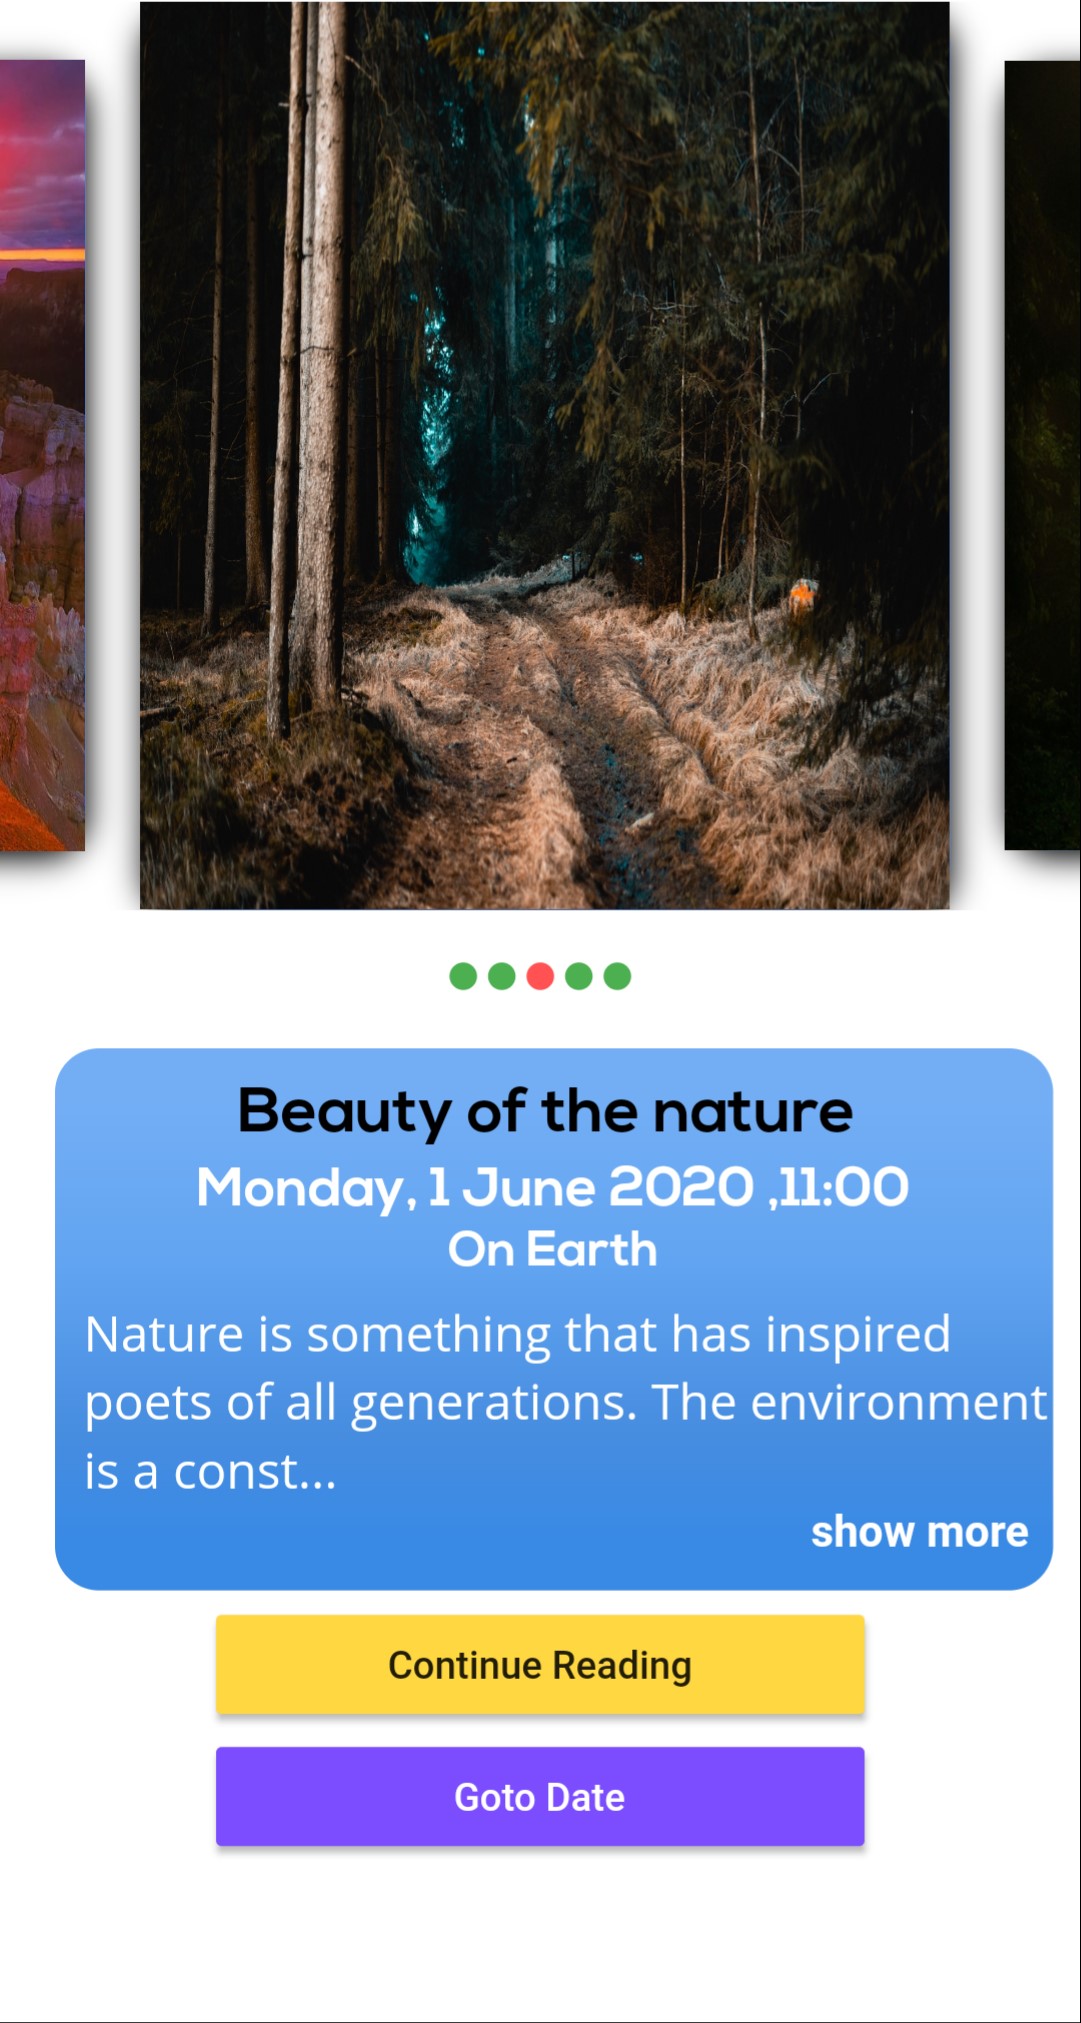 Beauty of the nature
Monday, 1 June 2020 ,11:00
On Earth
Nature is something that has inspired
poets of all generations. The environment
is a const...
show more
Continue Reading
Goto Date